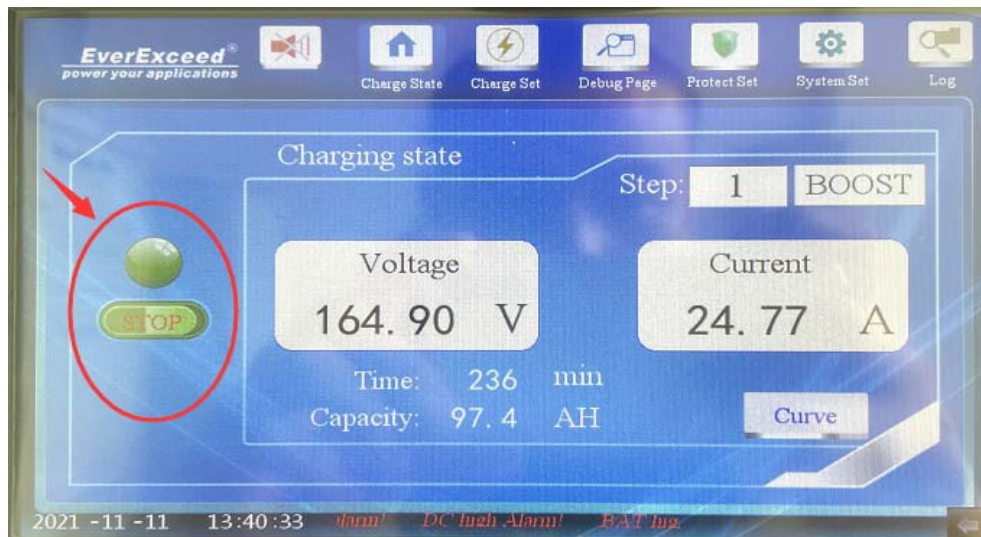 EverExceed®
power your applications
Charge State
Charge Set
Debug Page
Protect Set
System Set
Log
Charging state
Step: 1 BOOST
STOP
Voltage
164.90 V
Current
24.77 A
Time: 236 min
Capacity: 97.4 AH
Curve
2021-11-11 13:40:33 DC high Alarm! BAT